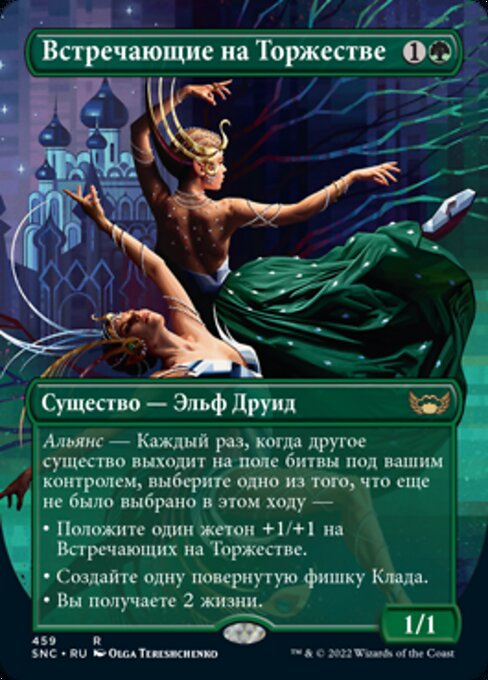 Встречающие на Торжестве 1
Существо — Эльф Друид
Альянс — Каждый раз, когда другое
существо выходит на поле битвы под вашим
контролем, выберите одно из того, что еще
не было выбрано в этом ходу —
• Положите один жетон +1/+1 на
Встречающих на Торжестве.
• Создайте одну повернутую фишку Клада.
• Вы получаете 2 жизни.
1/1
459 R
SNC • RU Olga Tereshchenko
™ & © 2022 Wizards of the Coast